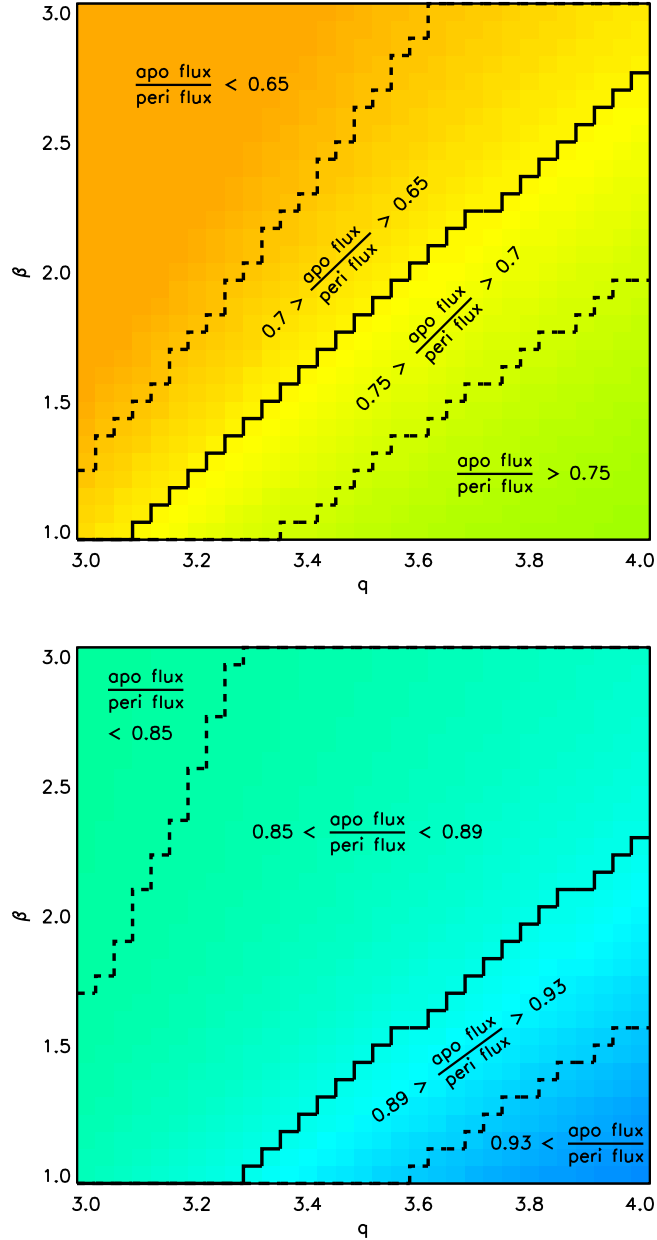 3.0
apo flux
peri flux < 0.65
2.5
0.7 > apo flux
peri flux > 0.65
2.0
β
0.75 > apo flux
peri flux > 0.7
1.5
apo flux
peri flux > 0.75
1.0
3.0 3.2 3.4 3.6 3.8 4.0
q
3.0
apo flux
peri flux
< 0.85
2.5
0.85 < apo flux
peri flux < 0.89
2.0
β
0.89 > apo flux
peri flux > 0.93
1.5
0.93 < apo flux
peri flux
1.0
3.0 3.2 3.4 3.6 3.8 4.0
q